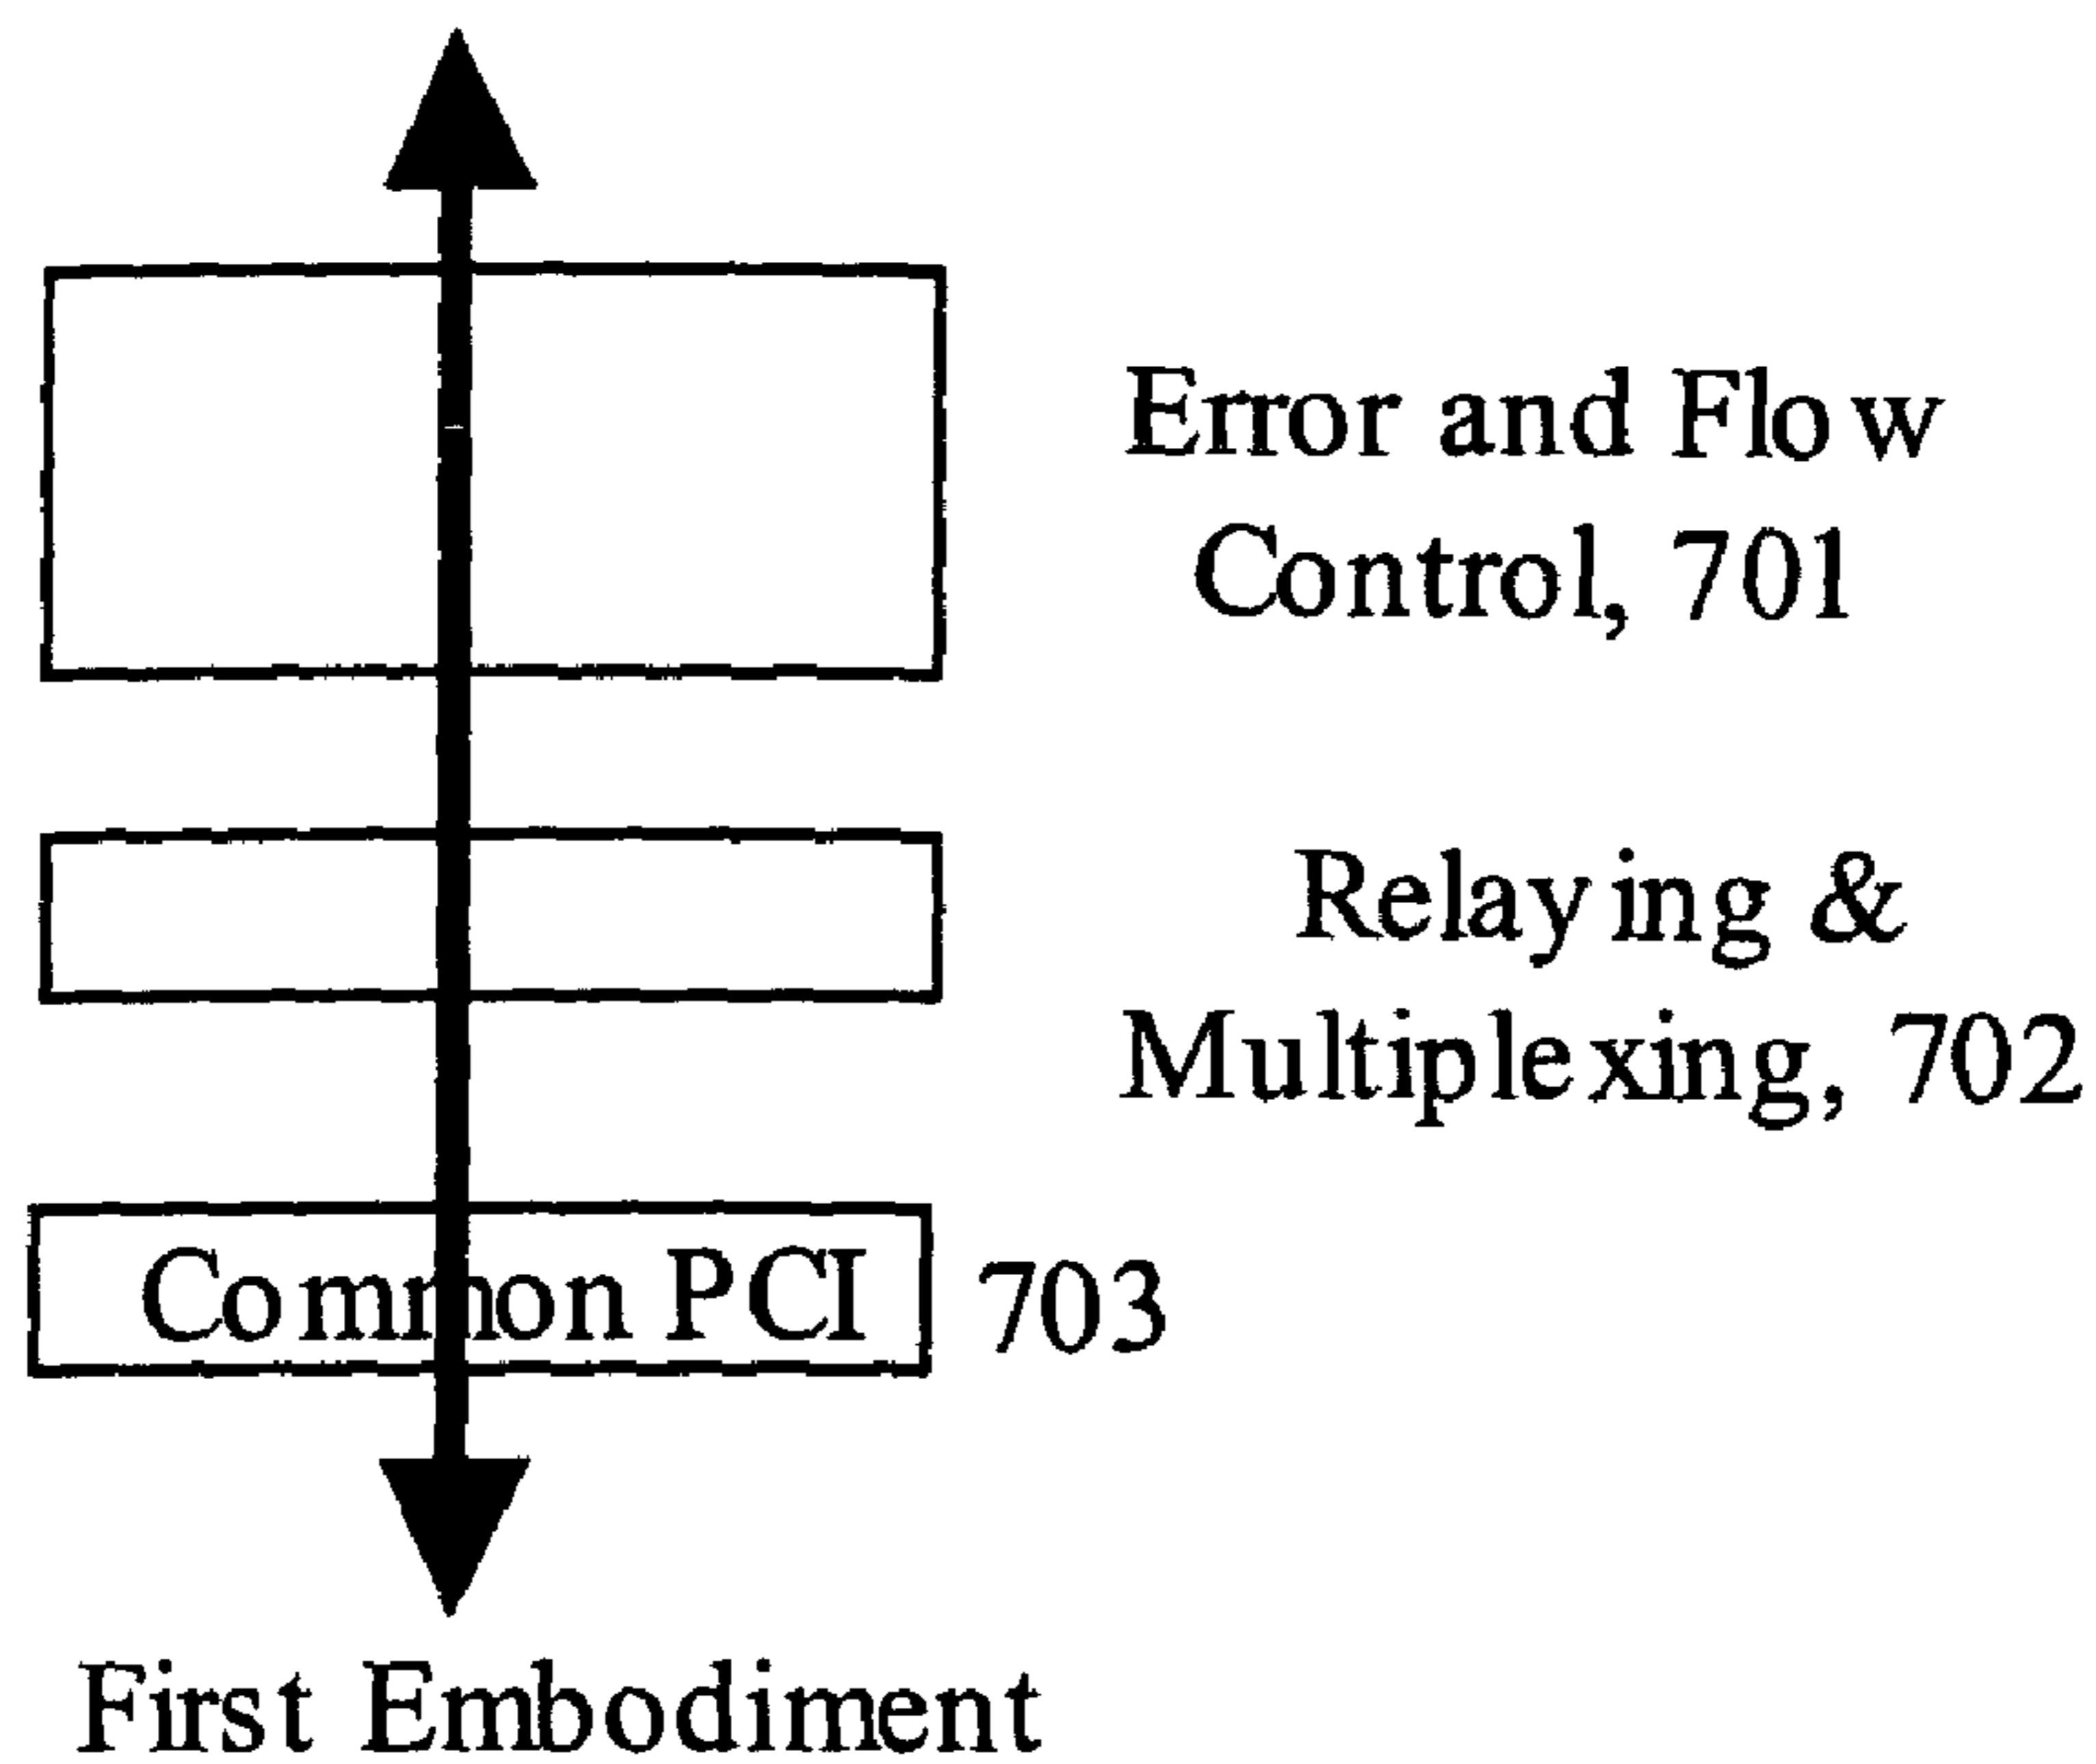 Error and Flow
Control, 701
Relaying &
Multiplexing, 702
Common PCI 703
First Embodiment